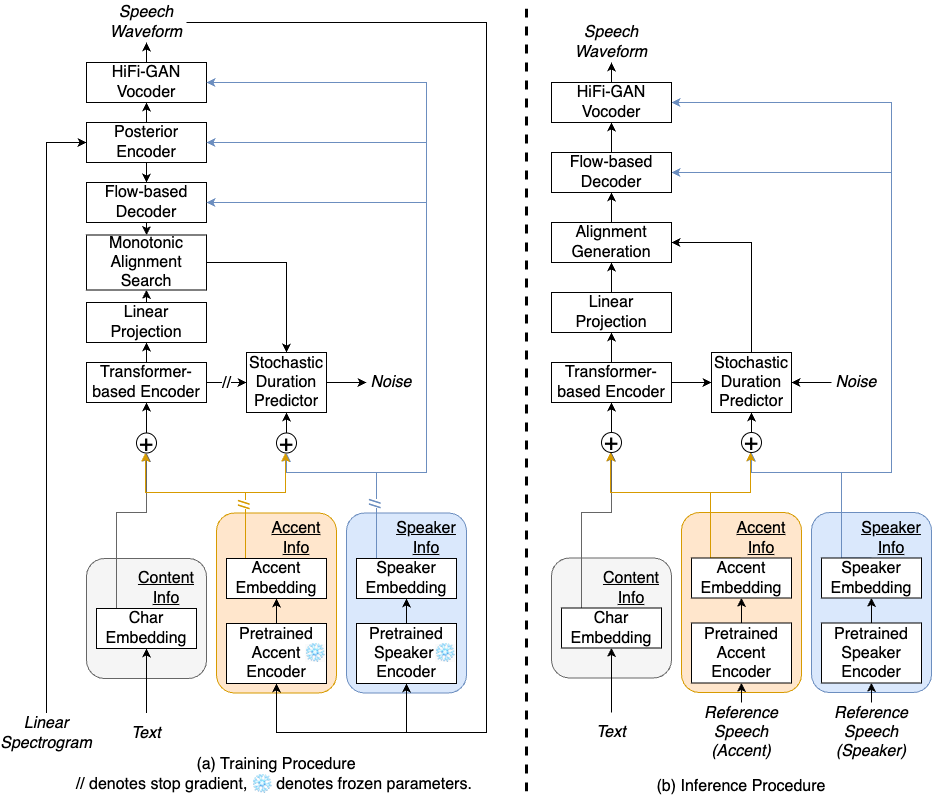 Speech
Waveform
HiFi-GAN
Vocoder
Posterior
Encoder
Flow-based
Decoder
Monotonic
Alignment
Search
Linear
Projection
Transformer-
based Encoder
//
Stochastic
Duration
Predictor
Noise
+
+
//
//
Accent
Info
Accent
Embedding
Pretrained
Accent
Encoder
Speaker
Info
Speaker
Embedding
Pretrained
Speaker
Encoder
Content
Info
Char
Embedding
Linear
Spectrogram
Text
(a) Training Procedure
// denotes stop gradient, ❄ denotes frozen parameters.
Speech
Waveform
HiFi-GAN
Vocoder
Flow-based
Decoder
Alignment
Generation
Linear
Projection
Transformer-
based Encoder
Stochastic
Duration
Predictor
Noise
+
+
Accent
Info
Accent
Embedding
Pretrained
Accent
Encoder
Speaker
Info
Speaker
Embedding
Pretrained
Speaker
Encoder
Content
Info
Char
Embedding
Text
Reference
Speech
(Accent)
Reference
Speech
(Speaker)
(b) Inference Procedure